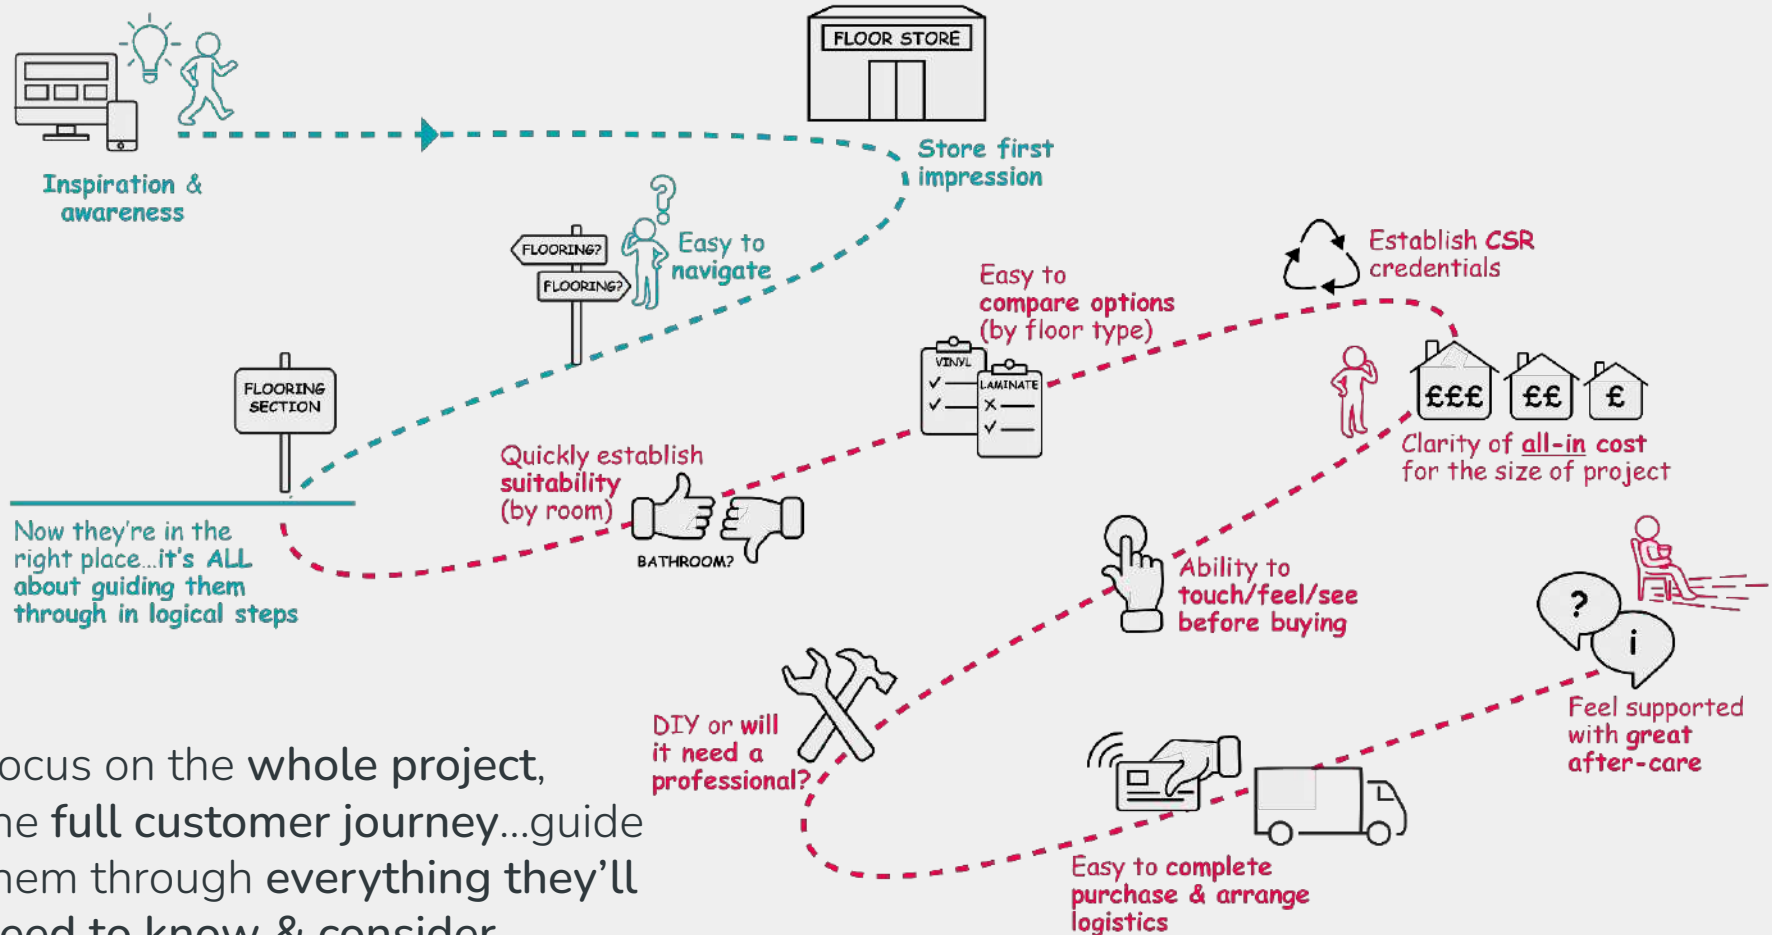 FLOOR STORE
Inspiration &
awareness
Store first
impression
FLOORING?
FLOORING?
Easy to
navigate
FLOORING
SECTION
Now they're in the
right place...it's ALL
about guiding them
through in logical steps
Quickly establish
suitability
(by room)
BATHROOM?
Easy to
compare options
(by floor type)
VINYL
LAMINATE
Establish CSR
credentials
£££
££
£
Clarity of all-in cost
for the size of project
Ability to
touch/feel/see
before buying
DIY or will
it need a
professional?
Easy to complete
purchase & arrange
logistics
?
i
Feel supported
with great
after-care
ocus on the whole project,
he full customer journey...guide
hem through everything they'll
eed to know & consider